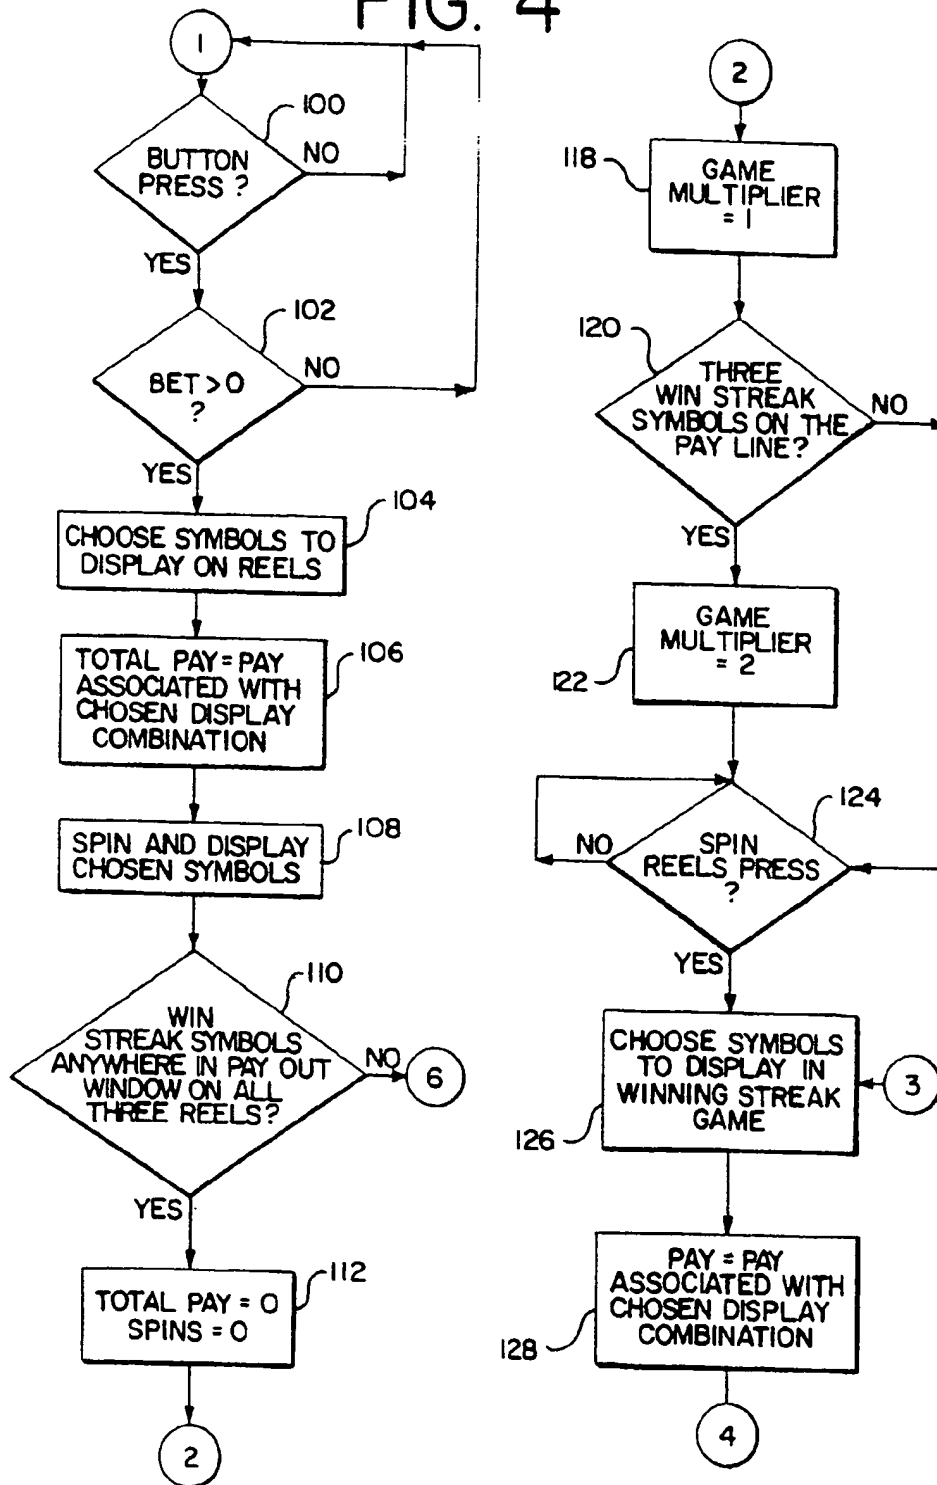 FIG. 4
1
100
BUTTON
PRESS ?
NO
YES
102
BET > 0
?
NO
YES
104
CHOOSE SYMBOLS TO
DISPLAY ON REELS
106
TOTAL PAY = PAY
ASSOCIATED WITH
CHOSEN DISPLAY
COMBINATION
108
SPIN AND DISPLAY
CHOSEN SYMBOLS
110
WIN
STREAK SYMBOLS
ANYWHERE IN PAY OUT
WINDOW ON ALL
THREE REELS?
NO
6
YES
112
TOTAL PAY = 0
SPINS = 0
2
2
118
GAME
MULTIPLIER
= 1
120
THREE
WIN STREAK
SYMBOLS ON THE
PAY LINE?
NO
YES
GAME
MULTIPLIER
= 2
122
124
SPIN
REELS PRESS
?
NO
YES
CHOOSE SYMBOLS
TO DISPLAY IN
WINNING STREAK
GAME
3
126
PAY = PAY
ASSOCIATED WITH
CHOSEN DISPLAY
COMBINATION
128
4